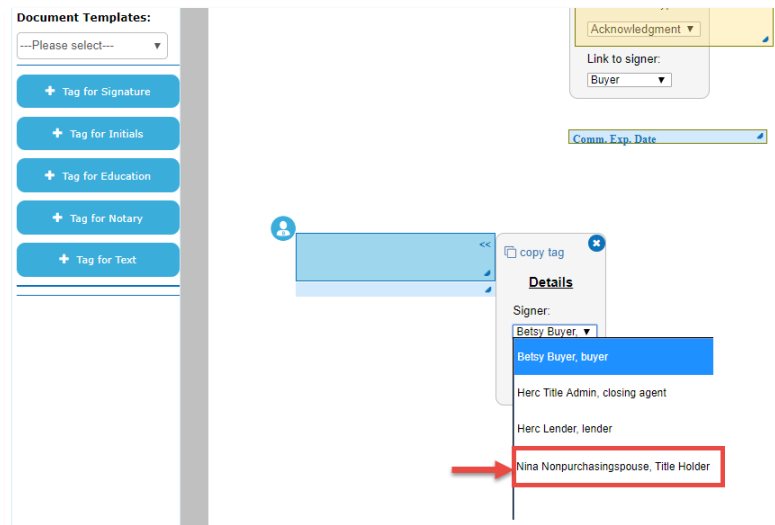 Document Templates:
---Please select---
Tag for Signature
Tag for Initials
Tag for Education
Tag for Notary
Tag for Text
Acknowledgment
Link to signer:
Buyer
Comm. Exp. Date
<<
copy tag
Details
Signer:
Betsy Buyer,
Betsy Buyer, buyer
Herc Title Admin, closing agent
Herc Lender, lender
Nina Nonpurchasingspouse, Title Holder